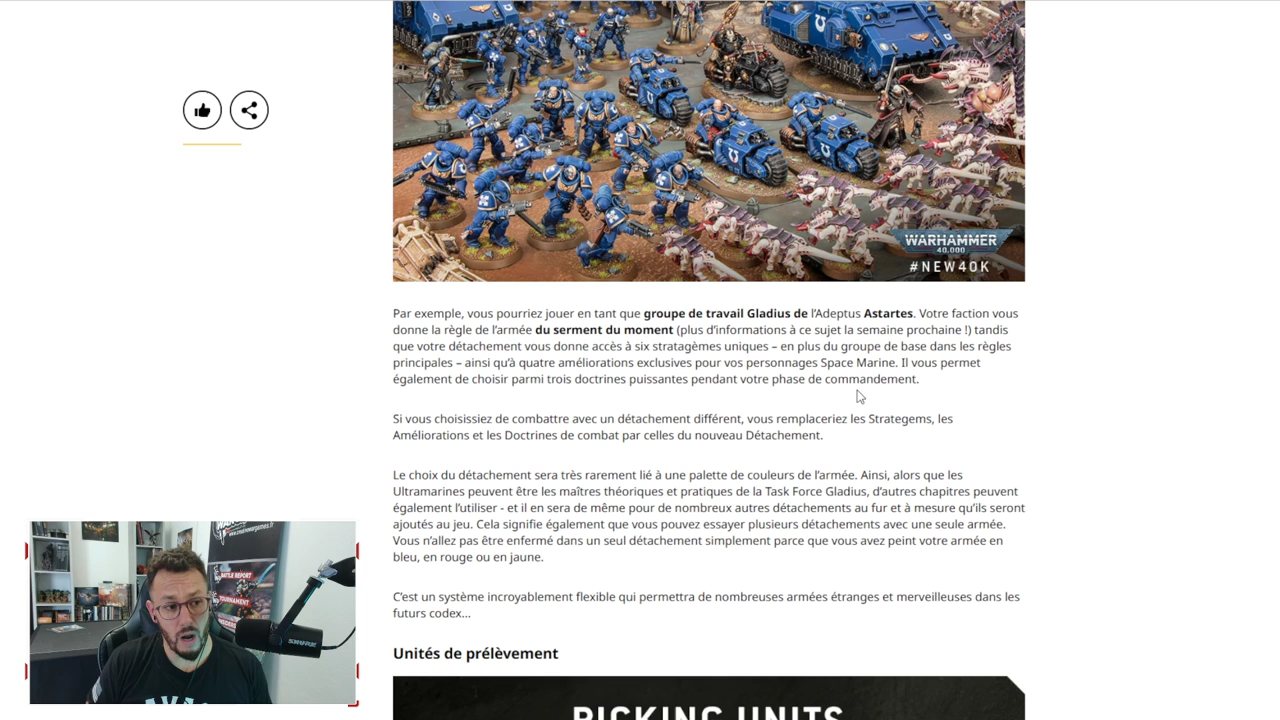 WARHAMMER
40,000
#NEW40K
Par exemple, vous pourriez jouer en tant que groupe de travail Gladius de l'Adeptus Astartes. Votre faction vous
donne la règle de l'armée du serment du moment (plus d'informations à ce sujet la semaine prochaine !) tandis
que votre détachement vous donne accès à six stratagèmes uniques – en plus du groupe de base dans les règles
principales – ainsi qu'à quatre améliorations exclusives pour vos personnages Space Marine. Il vous permet
également de choisir parmi trois doctrines puissantes pendant votre phase de commandement.
Si vous choisissiez de combattre avec un détachement différent, vous remplaceriez les Strategems, les
Améliorations et les Doctrines de combat par celles du nouveau Détachement.
Le choix du détachement sera très rarement lié à une palette de couleurs de l'armée. Ainsi, alors que les
Ultramarines peuvent être les maîtres théoriques et pratiques de la Task Force Gladius, d'autres chapitres peuvent
également l'utiliser - et il en sera de même pour de nombreux autres détachements au fur et à mesure qu'ils seront
ajoutés au jeu. Cela signifie également que vous pouvez essayer plusieurs détachements avec une seule armée.
Vous n'allez pas être enfermé dans un seul détachement simplement parce que vous avez peint votre armée en
bleu, en rouge ou en jaune.
C'est un système incroyablement flexible qui permettra de nombreuses armées étranges et merveilleuses dans les
futurs codex...
Unités de prélèvement
PICKING UNITS
BATTLE REPORT
TOURNAMENT
SHURE